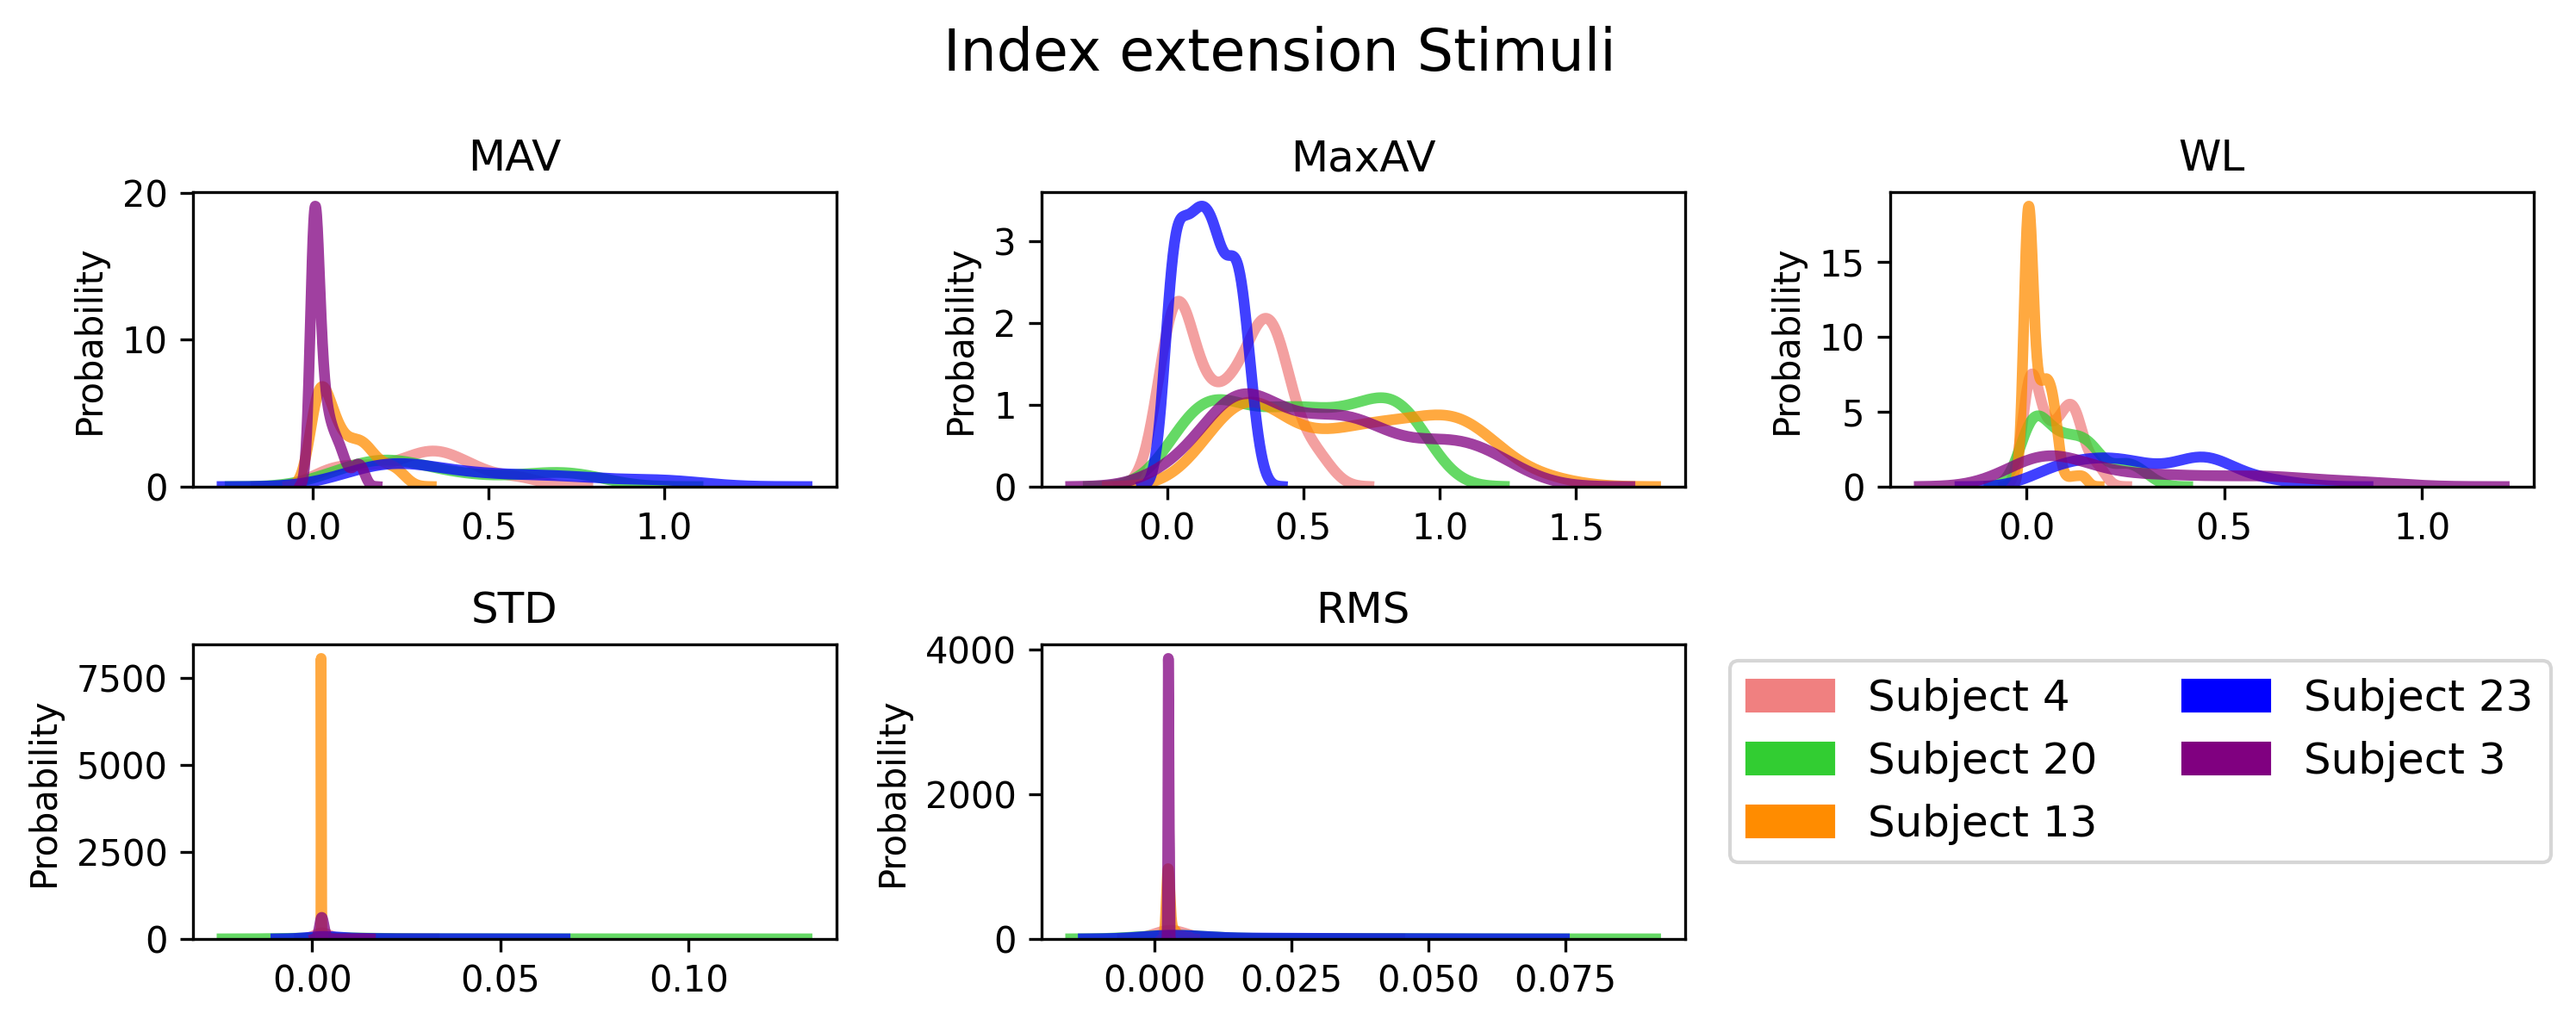 Index extension Stimuli
MAV
Probability
20
10
0
0.0 0.5 1.0
MaxAV
Probability
3
2
1
0
0.0 0.5 1.0 1.5
WL
Probability
15
10
5
0
0.0 0.5 1.0
STD
Probability
7500
5000
2500
0
0.00 0.05 0.10
RMS
Probability
4000
2000
0
0.000 0.025 0.050 0.075
Subject 4
Subject 20
Subject 13
Subject 23
Subject 3